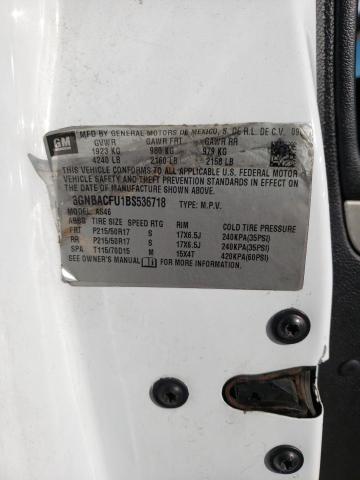 GM MFD BY GENERAL MOTORS DE MEXICO, S. DE R.L. DE C.V. 09
GVWR GAWR FRT GAWR RR
1923 KG 980 KG 979 KG
4240 LB 2160 LB 2158 LB
THIS VEHICLE CONFORMS TO ALL APPLICABLE U.S. FEDERAL MOTOR
VEHICLE SAFETY AND THEFT PREVENTION STANDARDS IN EFFECT ON THE
DATE OF MANUFACTURE SHOWN ABOVE.
3GNBACFU1BS536718 TYPE: M.P.V.
MODEL: AS46
ABBG TIRE SIZE SPEED RTG RIM COLD TIRE PRESSURE
FRT P215/50R17 S 17X6.5J 240KPA(35PSI)
RR P215/50R17 S 17X6.5J 240KPA(35PSI)
SPA T115/70D15 M 15X4T 420KPA(60PSI)
SEE OWNER'S MANUAL FOR MORE INFORMATION.